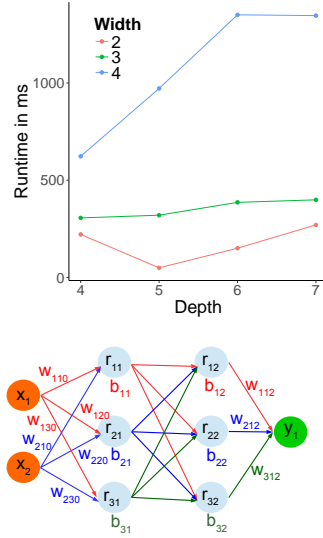 Width
2
3
4
Runtime in ms
1000
500
0
4 5 6 7
Depth
r11 r12
w110 w112
x1 b11 b12
w130 w120
r21 r22 w212 y1
w210
w220 b21 b22
x2 w312
w230
r31 r32
b31 b32